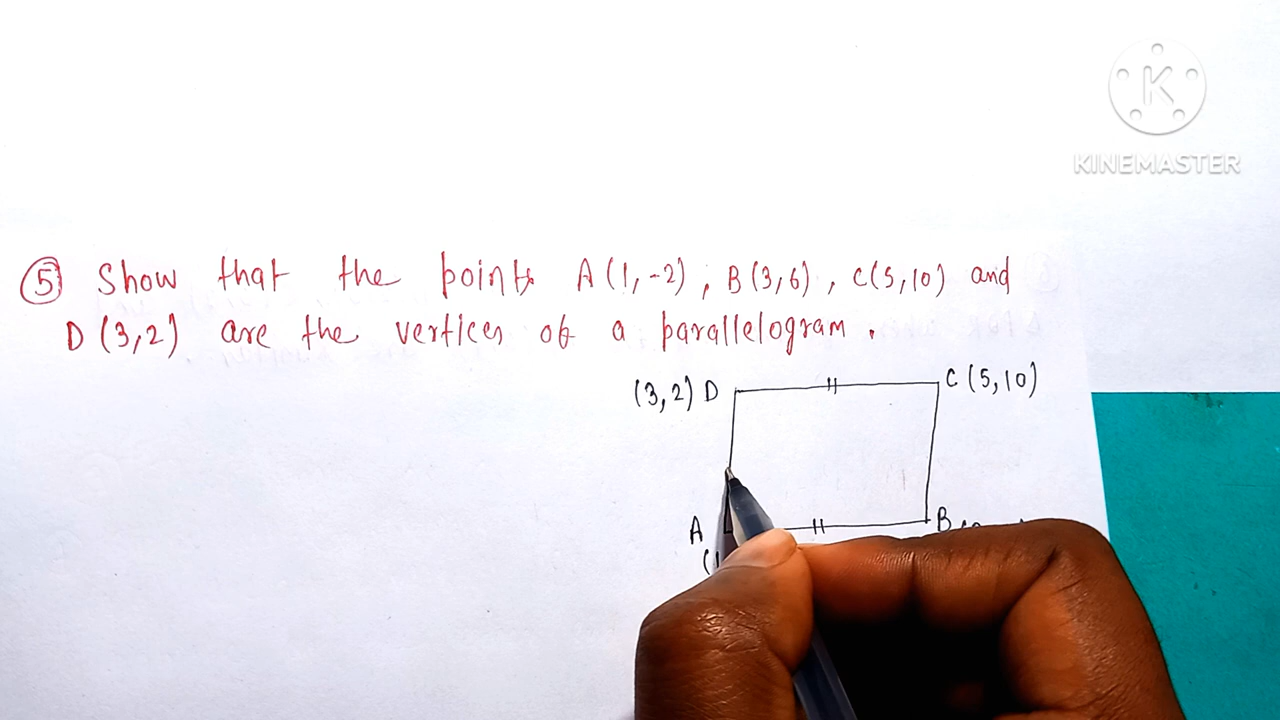 K
KINEMASTER
5 Show that the points A(1,-2), B(3,6), C(5,10) and
D(3,2) are the vertices of a parallelogram.
(3,2) D C (5,10)
A B
(1